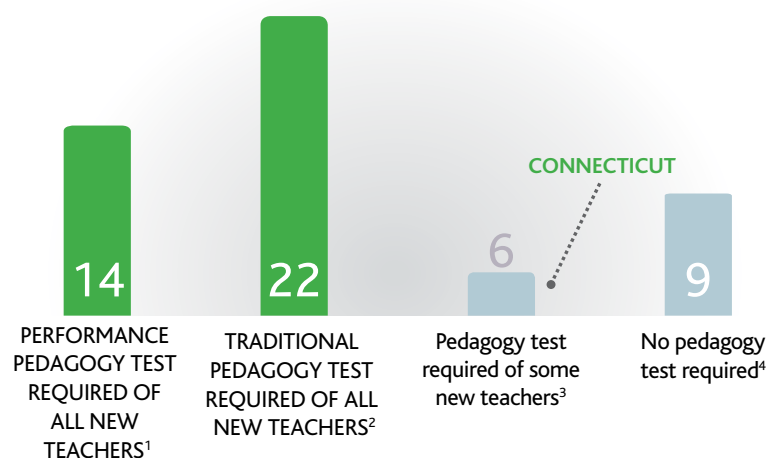 CONNECTICUT
14
22
6
9
PERFORMANCE
PEDAGOGY TEST
REQUIRED OF
ALL NEW
TEACHERS¹
TRADITIONAL
PEDAGOGY TEST
REQUIRED OF ALL
NEW TEACHERS²
Pedagogy test
required of some
new teachers³
No pedagogy
test required⁴